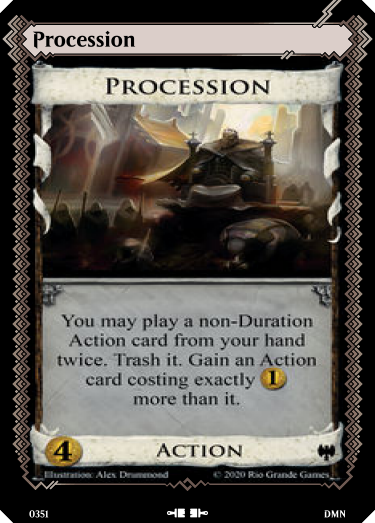 Procession
PROCESSION
You may play a non-Duration
Action card from your hand
twice. Trash it. Gain an Action
card costing exactly 1
more than it.
4
ACTION
Illustration: Alex Drummond
© 2020 Rio Grande Games
0351
DMN